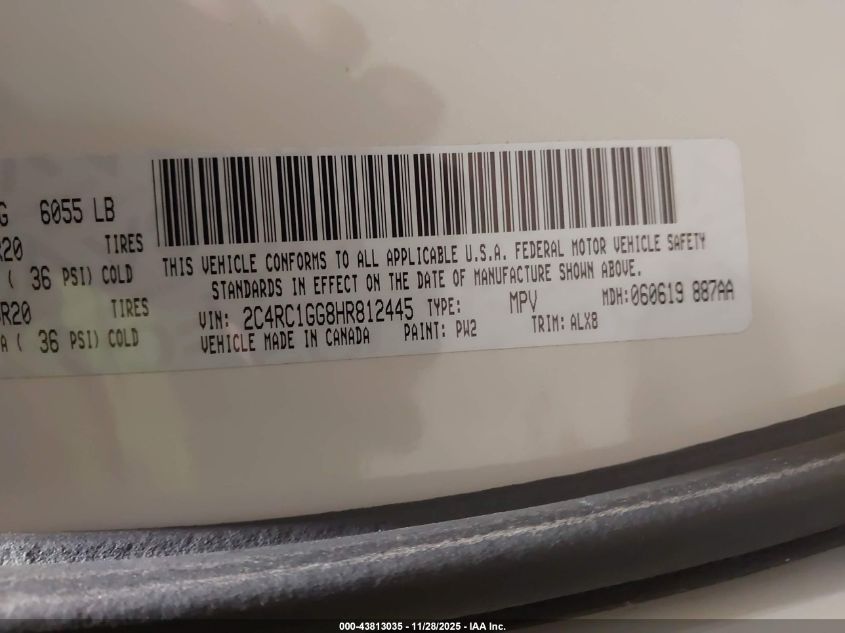 G 6055 LB
R20 TIRES
( 36 PSI) COLD
R20 TIRES
A ( 36 PSI) COLD
THIS VEHICLE CONFORMS TO ALL APPLICABLE U.S.A. FEDERAL MOTOR VEHICLE SAFETY
STANDARDS IN EFFECT ON THE DATE OF MANUFACTURE SHOWN ABOVE.
VIN: 2C4RC1GG8HR812445 TYPE: MPV MDH: 060619 887AA
VEHICLE MADE IN CANADA PAINT: PW2 TRIM: ALX8
000-43813035 - 11/28/2025 - IAA Inc.